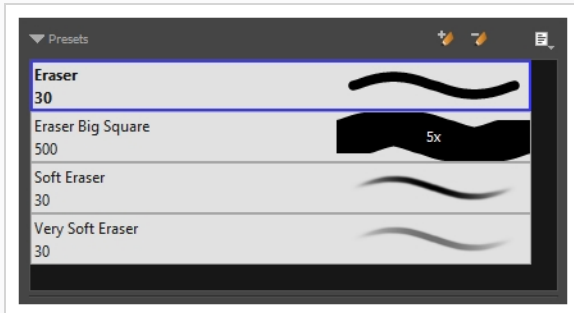 Presets
Eraser
30
Eraser Big Square
500
5x
Soft Eraser
30
Very Soft Eraser
30